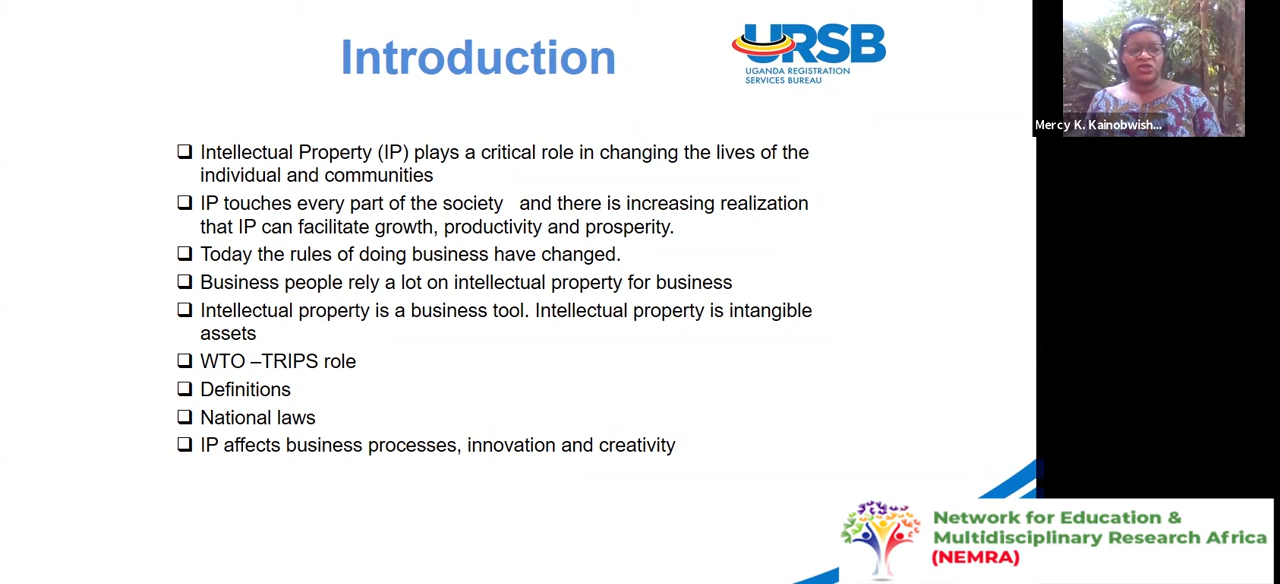 Introduction
URSB
UGANDA REGISTRATION
SERVICES BUREAU
Mercy K. Kainobwish...
❑ Intellectual Property (IP) plays a critical role in changing the lives of the
individual and communities
❑ IP touches every part of the society and there is increasing realization
that IP can facilitate growth, productivity and prosperity.
❑ Today the rules of doing business have changed.
❑ Business people rely a lot on intellectual property for business
❑ Intellectual property is a business tool. Intellectual property is intangible
assets
❑ WTO –TRIPS role
❑ Definitions
❑ National laws
❑ IP affects business processes, innovation and creativity
Network for Education &
Multidisciplinary Research Africa
(NEMRA)